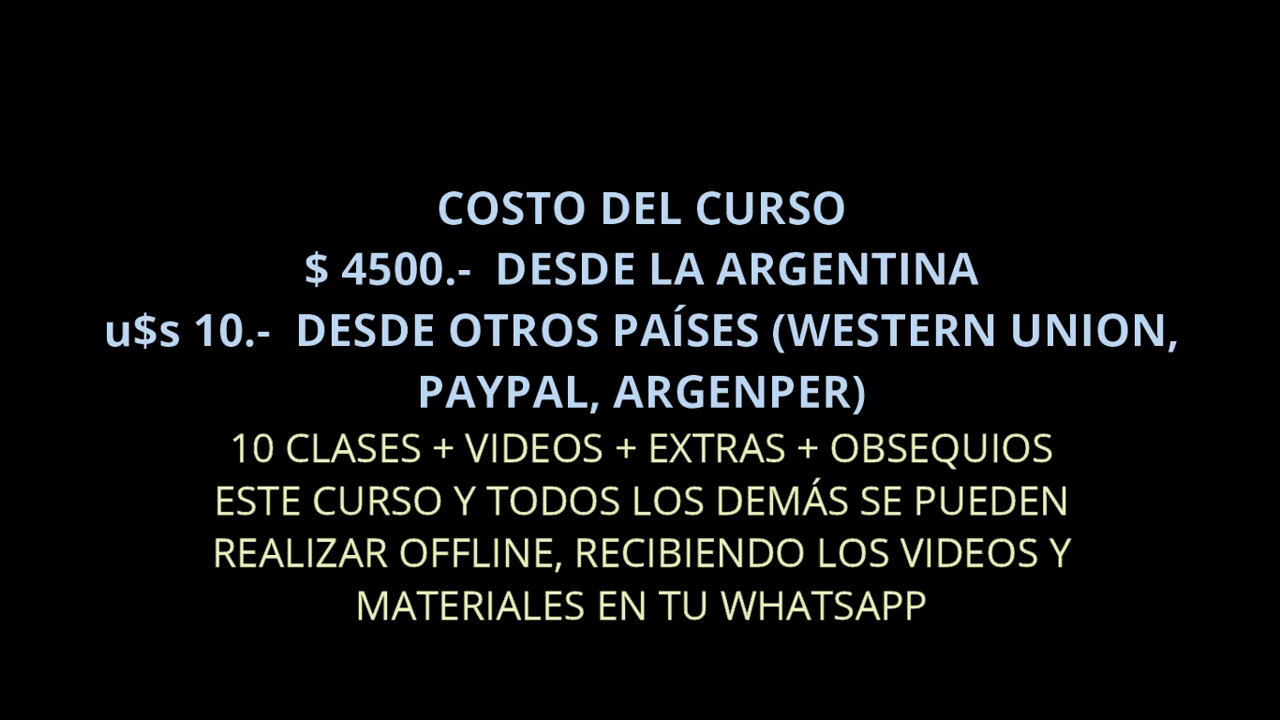 COSTO DEL CURSO
$ 4500.- DESDE LA ARGENTINA
u$s 10.- DESDE OTROS PAÍSES (WESTERN UNION,
PAYPAL, ARGENPER)
10 CLASES + VIDEOS + EXTRAS + OBSEQUIOS
ESTE CURSO Y TODOS LOS DEMÁS SE PUEDEN
REALIZAR OFFLINE, RECIBIENDO LOS VIDEOS Y
MATERIALES EN TU WHATSAPP